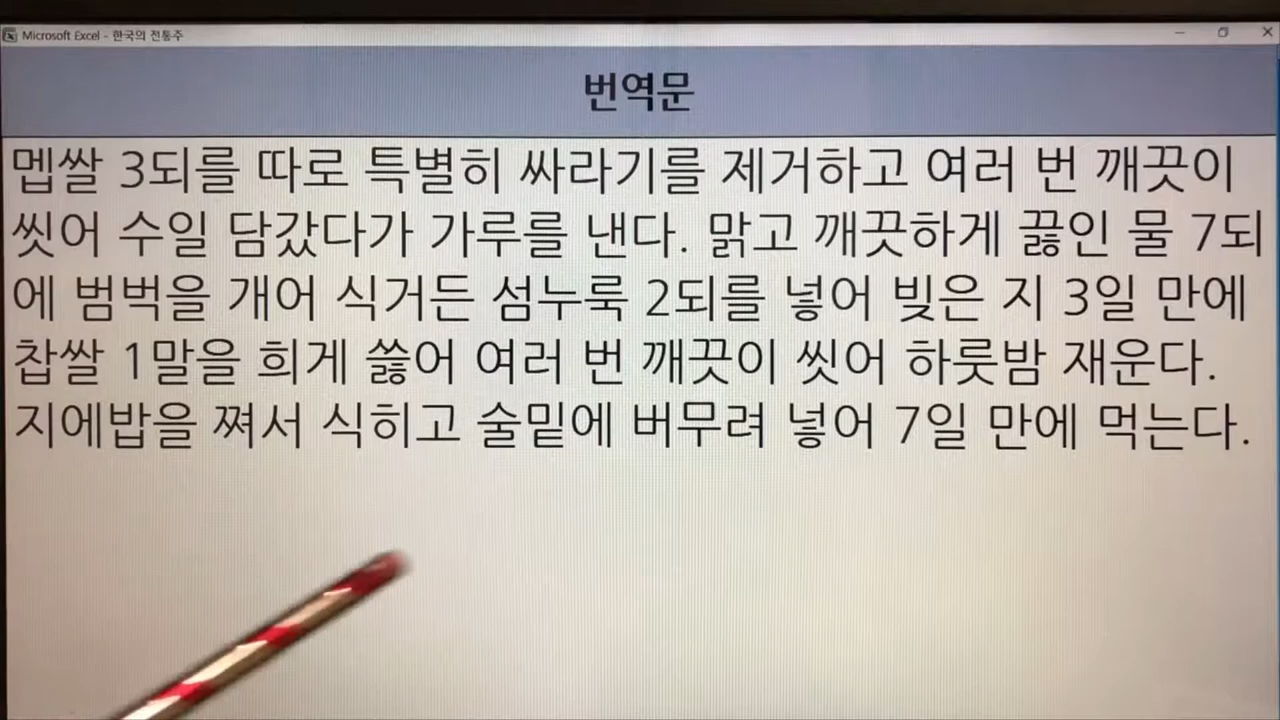 Microsoft Excel - 한국의 전통주
번역문
멥쌀 3되를 따로 특별히 싸라기를 제거하고 여러 번 깨끗이
씻어 수일 담갔다가 가루를 낸다. 맑고 깨끗하게 끓인 물 7되
에 범벅을 개어 식거든 섬누룩 2되를 넣어 빚은 지 3일 만에
찹쌀 1말을 희게 쓿어 여러 번 깨끗이 씻어 하룻밤 재운다.
지에밥을 쪄서 식히고 술밑에 버무려 넣어 7일 만에 먹는다.